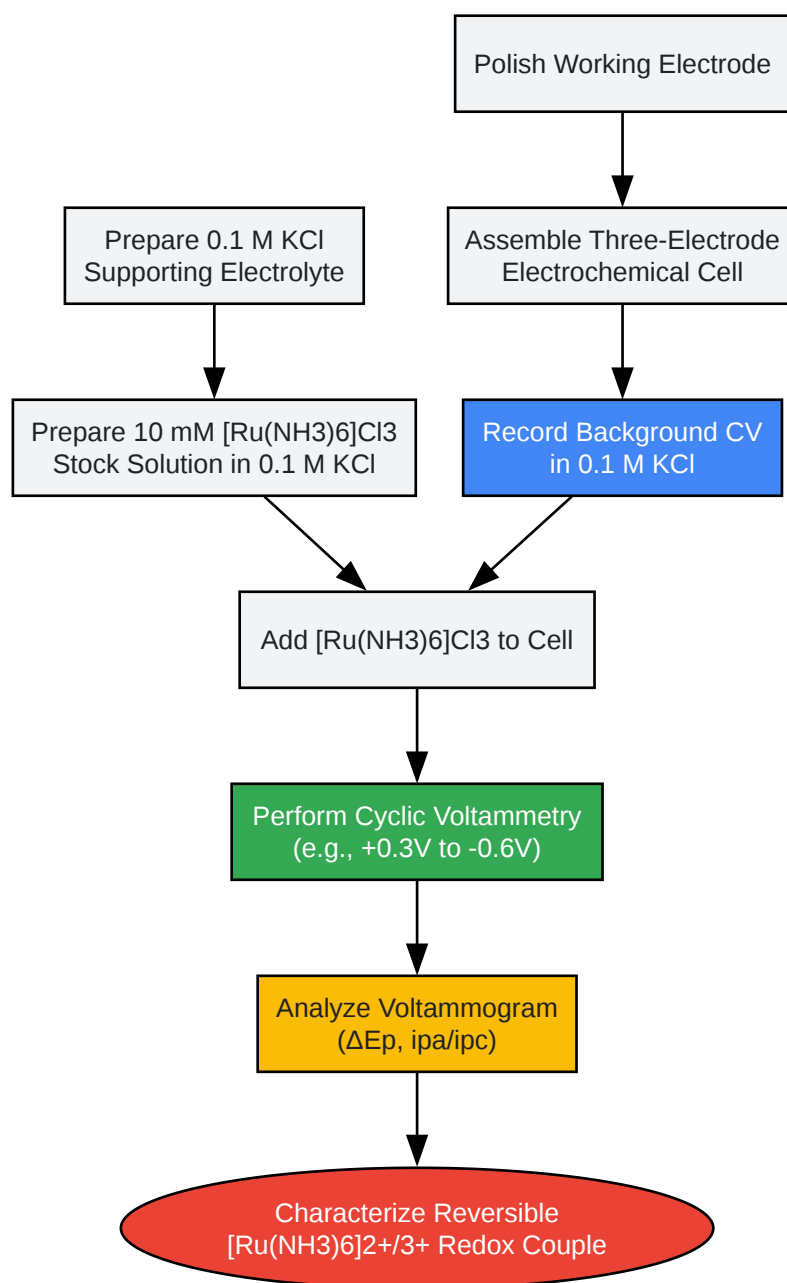 Polish Working Electrode
Prepare 0.1 M KCl
Supporting Electrolyte
Assemble Three-Electrode
Electrochemical Cell
Prepare 10 mM [Ru(NH3)6]Cl3
Stock Solution in 0.1 M KCl
Record Background CV
in 0.1 M KCl
Add [Ru(NH3)6]Cl3 to Cell
Perform Cyclic Voltammetry
(e.g., +0.3V to -0.6V)
Analyze Voltammogram
(ΔEp, ipa/ipc)
Characterize Reversible
[Ru(NH3)6]2+/3+ Redox Couple